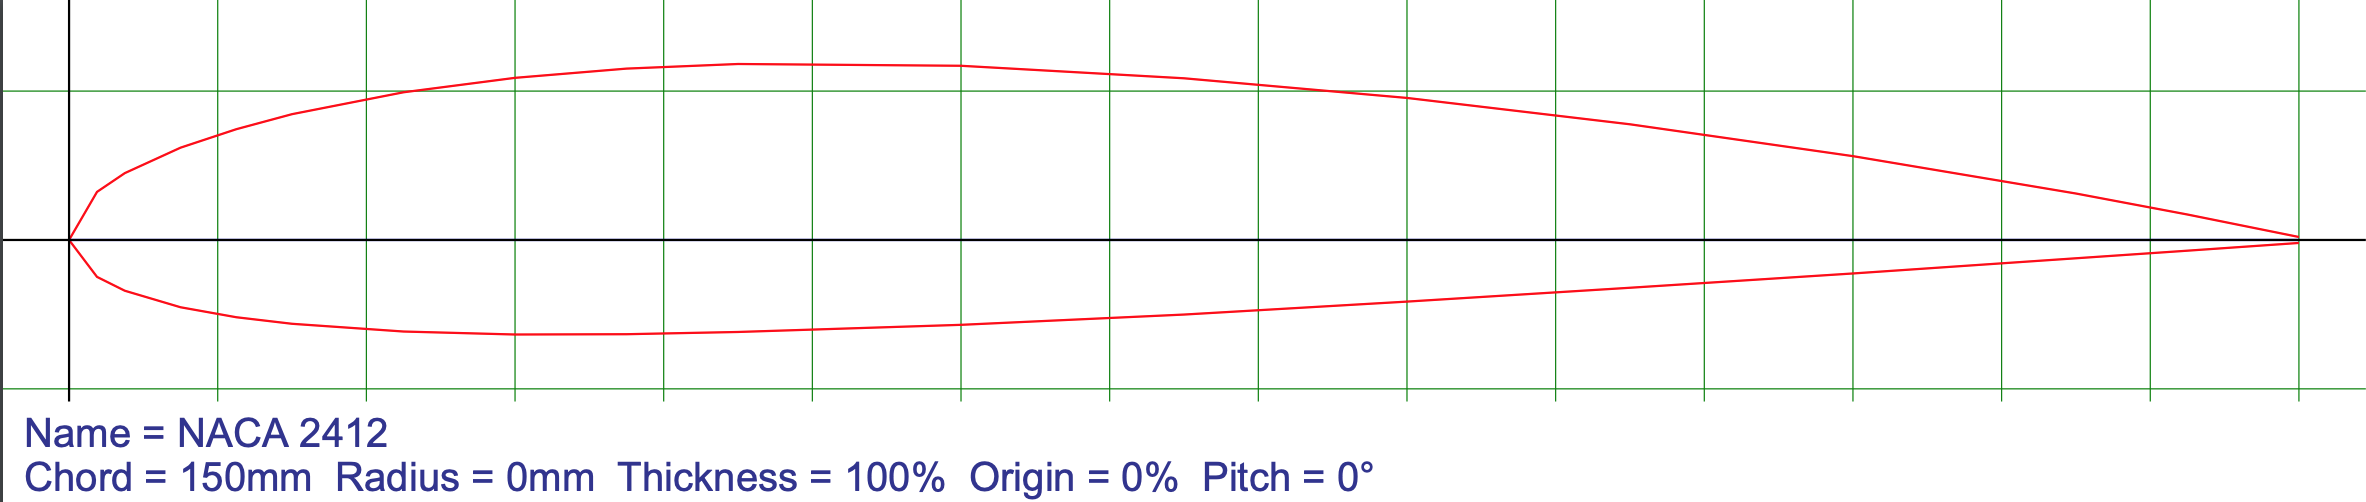 Name = NACA 2412
Chord = 150mm  Radius = 0mm  Thickness = 100%  Origin = 0%  Pitch = 0°